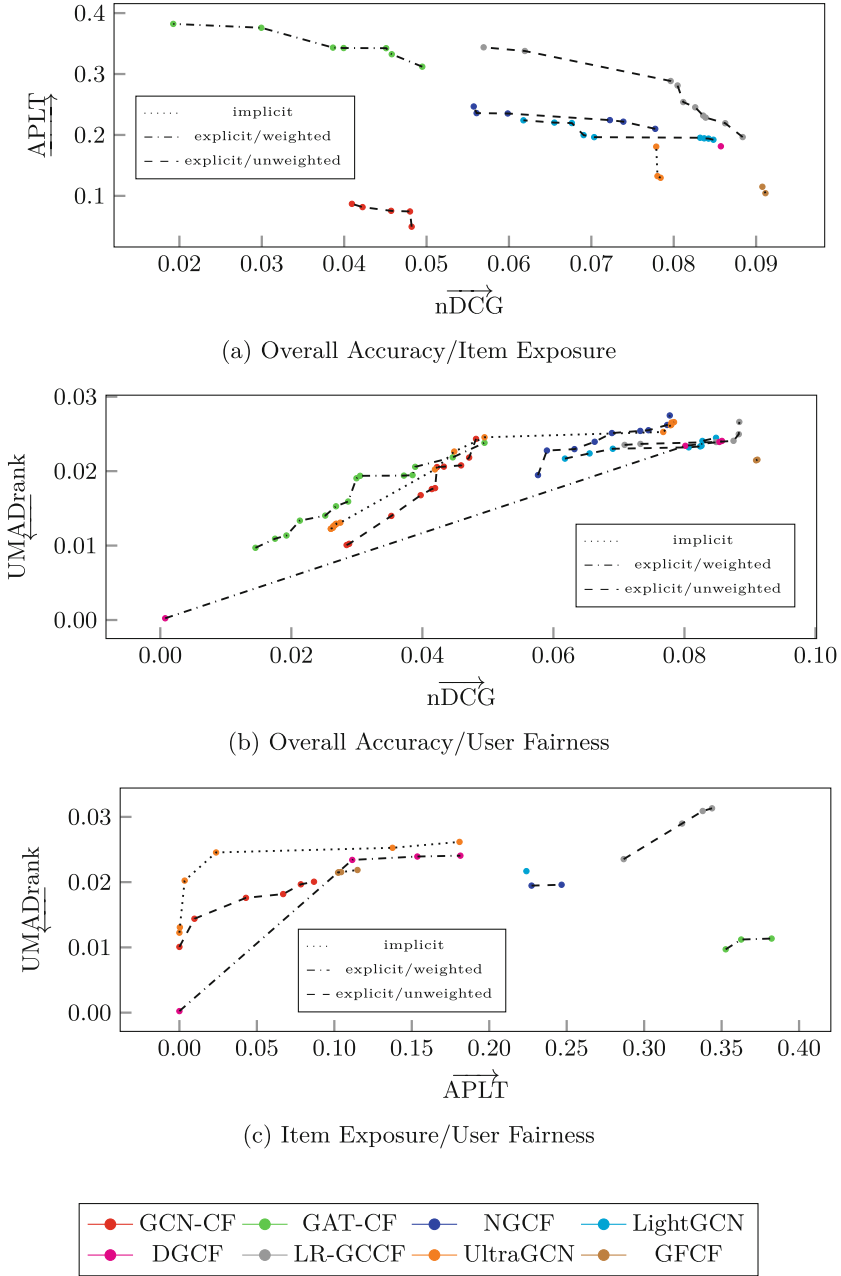 0.4
0.3
0.2
0.1
APLT
implicit
explicit/weighted
explicit/unweighted
0.02 0.03 0.04 0.05 0.06 0.07 0.08 0.09
nDCG
(a) Overall Accuracy/Item Exposure
0.03
0.02
0.01
0.00
UMADrank
implicit
explicit/weighted
explicit/unweighted
0.00 0.02 0.04 0.06 0.08 0.10
nDCG
(b) Overall Accuracy/User Fairness
0.03
0.02
0.01
0.00
UMADrank
implicit
explicit/weighted
explicit/unweighted
0.00 0.05 0.10 0.15 0.20 0.25 0.30 0.35 0.40
APLT
(c) Item Exposure/User Fairness
GCN-CF GAT-CF NGCF LightGCN
DGCF LR-GCCF UltraGCN GFCF